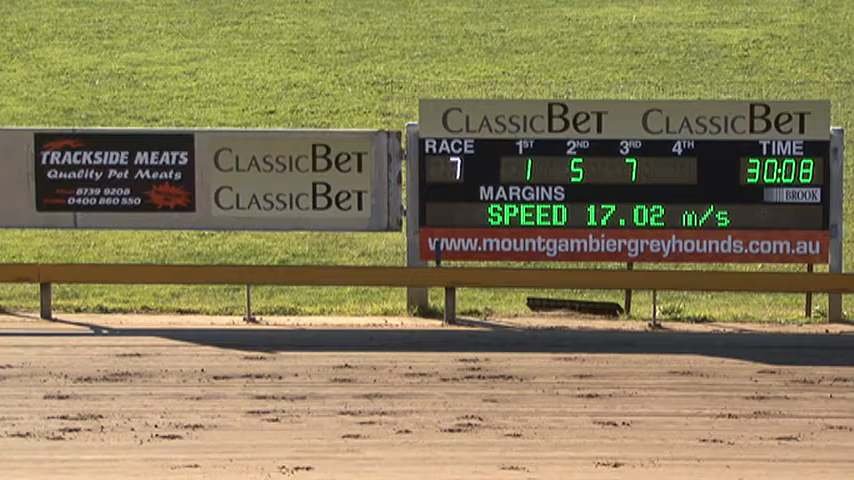 TRACKSIDE MEATS
Quality Pet Meats
8739 9208
0400 860 550
CLASSICBET
CLASSICBET
CLASSICBET CLASSICBET
RACE 1ST 2ND 3RD 4TH TIME
7 1 5 7 30:08
MARGINS BROOK
SPEED 17.02 m/s
www.mountgambiergreyhounds.com.au